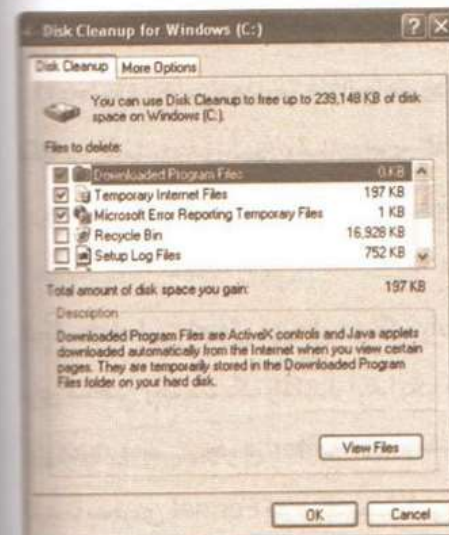 Disk Cleanup for Windows (C:)
Disk Cleanup More Options
You can use Disk Cleanup to free up to 239,148 KB of disk
space on Windows (C:).
Files to delete:
Downloaded Program Files 0 KB
Temporary Internet Files 197 KB
Microsoft Error Reporting Temporary Files 1 KB
Recycle Bin 16,928 KB
Setup Log Files 752 KB
Total amount of disk space you gain: 197 KB
Description
Downloaded Program Files are ActiveX controls and Java applets
downloaded automatically from the Internet when you view certain
pages. They are temporarily stored in the Downloaded Program
Files folder on your hard disk.
View Files
OK Cancel